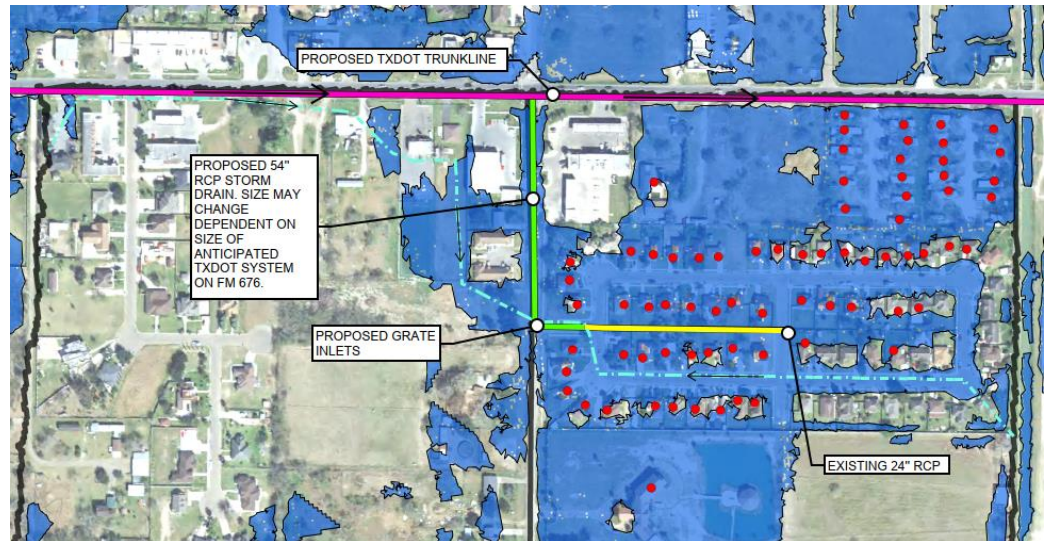 PROPOSED TXDOT TRUNKLINE
PROPOSED 54"
RCP STORM
DRAIN. SIZE MAY
CHANGE
DEPENDENT ON
SIZE OF
ANTICIPATED
TXDOT SYSTEM
ON FM 676.
PROPOSED GRATE
INLETS
EXISTING 24" RCP